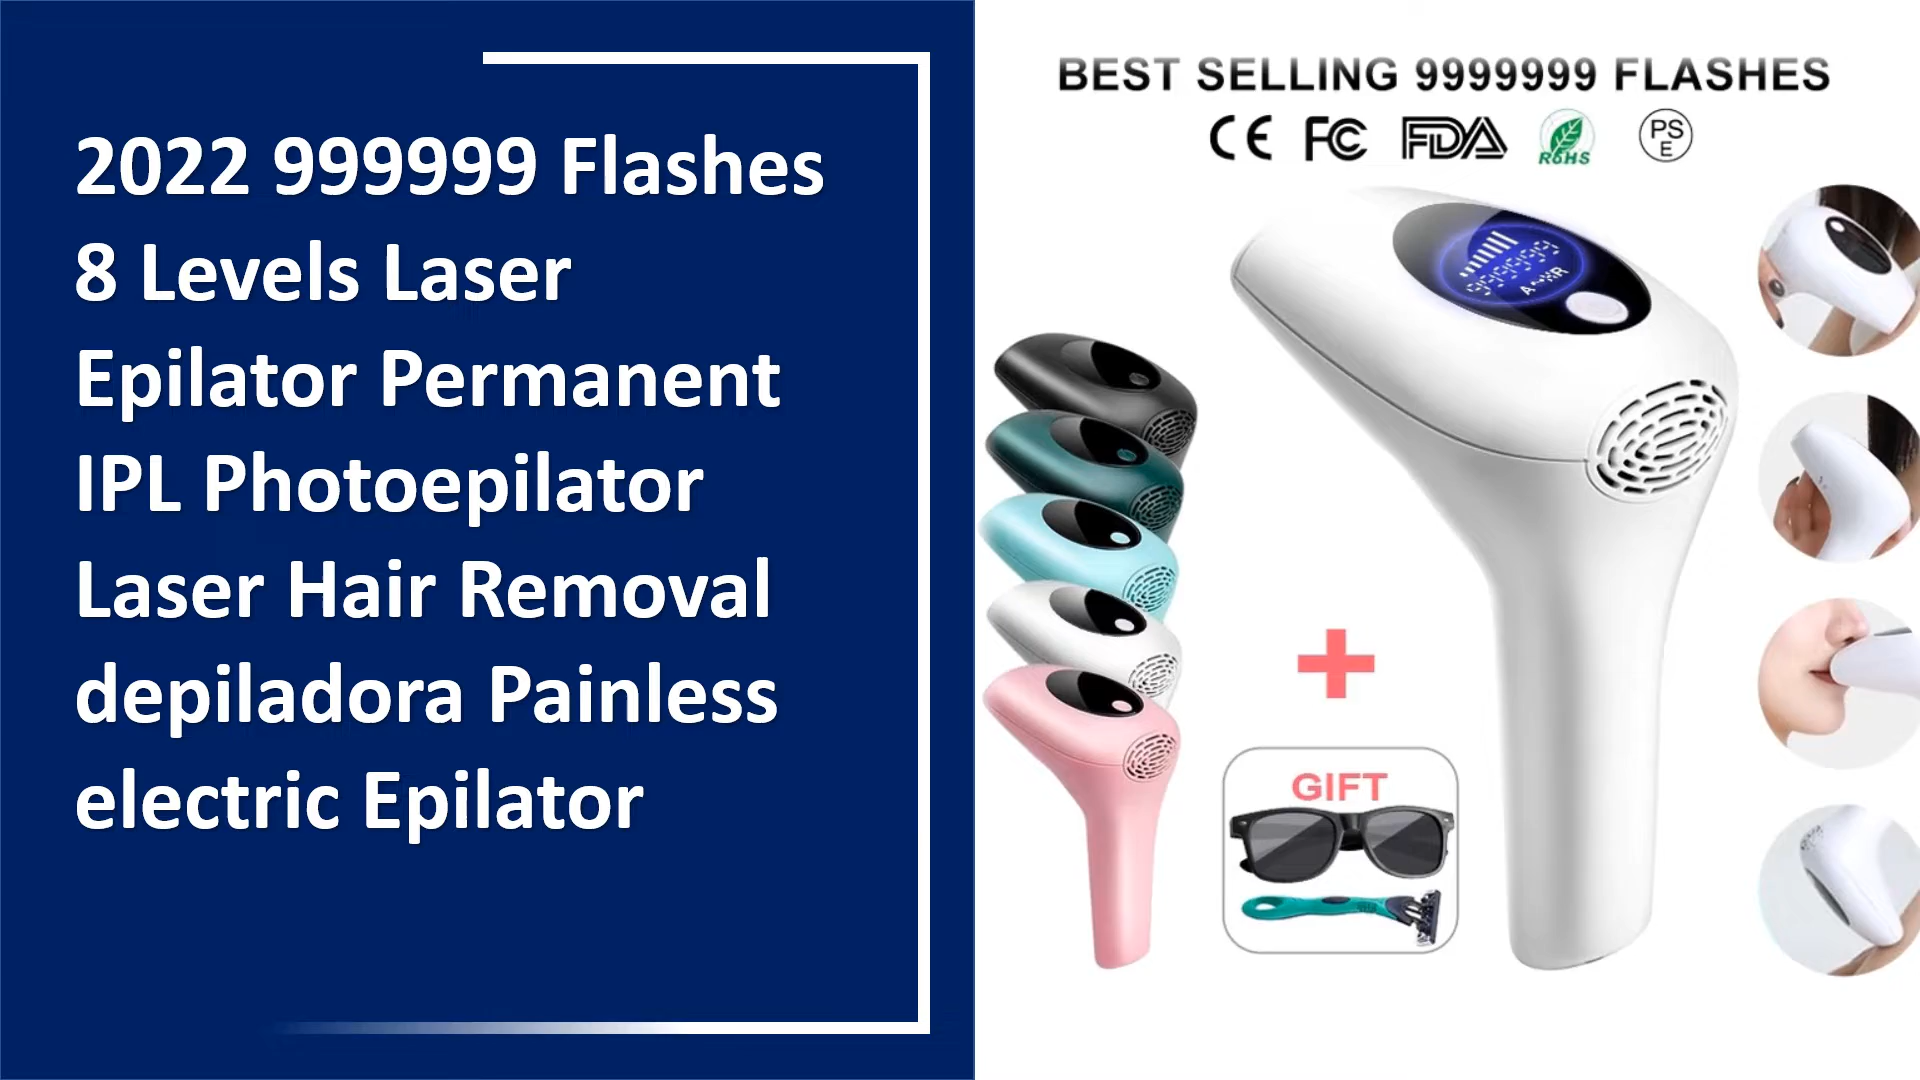 2022 999999 Flashes
8 Levels Laser
Epilator Permanent
IPL Photoepilator
Laser Hair Removal
depiladora Painless
electric Epilator
BEST SELLING 9999999 FLASHES
CE FC FDA RoHS PSE
GIFT